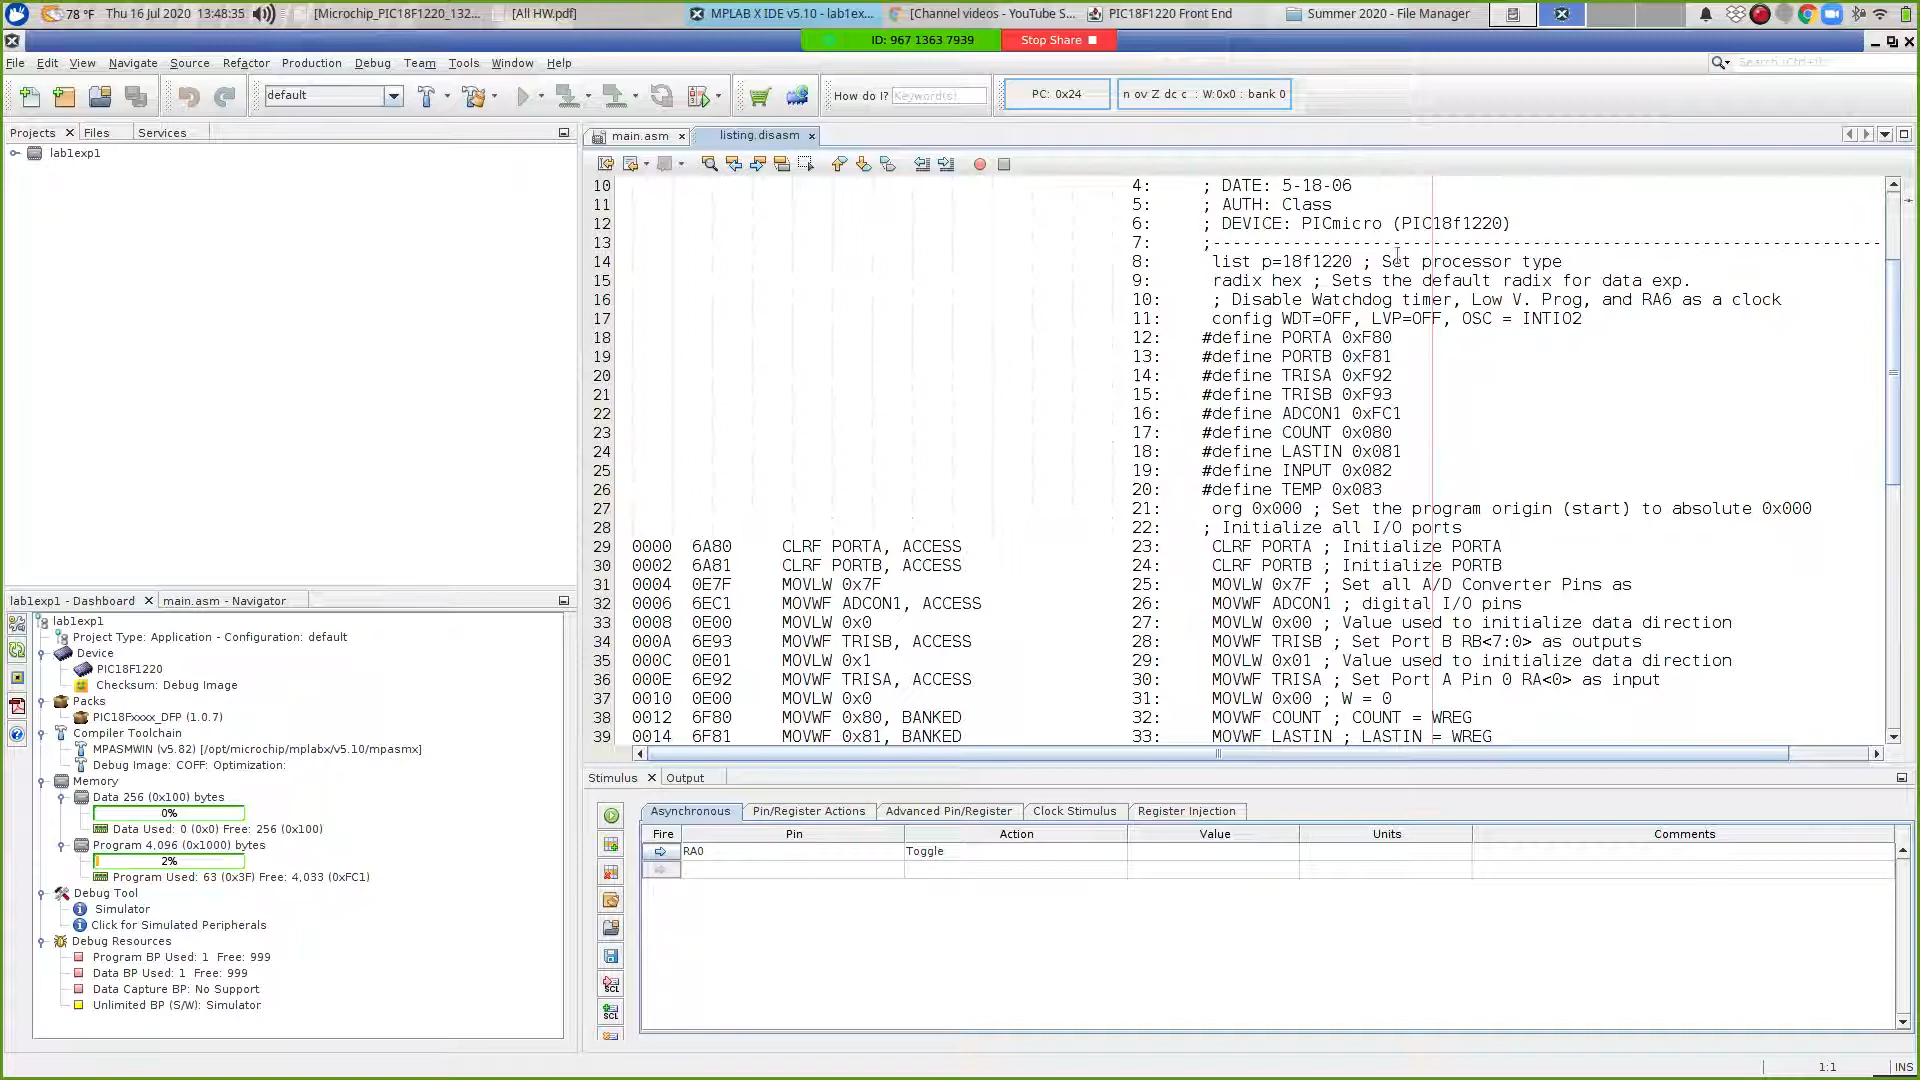 78 °F Thu 16 Jul 2020 13:48:35 [Microchip_PIC18F1220_132... [All HW.pdf] MPLAB X IDE v5.10 - lab1ex... [Channel videos - YouTube S... PIC18F1220 Front End Summer 2020 - File Manager
ID: 967 1363 7939 Stop Share
File Edit View Navigate Source Refactor Production Debug Team Tools Window Help Search (Ctrl+I)
default How do I? Keyword(s) PC: 0x24 n ov Z dc c : W:0x0 : bank 0
Projects Files Services
lab1exp1
main.asm listing.disasm
10 4: ; DATE: 5-18-06
11 5: ; AUTH: Class
12 6: ; DEVICE: PICmicro (PIC18f1220)
13 7: ;-------------------------------------------------------------------
14 8: list p=18f1220 ; Set processor type
15 9: radix hex ; Sets the default radix for data exp.
16 10: ; Disable Watchdog timer, Low V. Prog, and RA6 as a clock
17 11: config WDT=OFF, LVP=OFF, OSC = INTIO2
18 12: #define PORTA 0xF80
19 13: #define PORTB 0xF81
20 14: #define TRISA 0xF92
21 15: #define TRISB 0xF93
22 16: #define ADCON1 0xFC1
23 17: #define COUNT 0x080
24 18: #define LASTIN 0x081
25 19: #define INPUT 0x082
26 20: #define TEMP 0x083
27 21: org 0x000 ; Set the program origin (start) to absolute 0x000
28 22: ; Initialize all I/O ports
29 0000 6A80 CLRF PORTA, ACCESS 23: CLRF PORTA ; Initialize PORTA
30 0002 6A81 CLRF PORTB, ACCESS 24: CLRF PORTB ; Initialize PORTB
31 0004 0E7F MOVLW 0x7F 25: MOVLW 0x7F ; Set all A/D Converter Pins as
32 0006 6EC1 MOVWF ADCON1, ACCESS 26: MOVWF ADCON1 ; digital I/O pins
33 0008 0E00 MOVLW 0x0 27: MOVLW 0x00 ; Value used to initialize data direction
34 000A 6E93 MOVWF TRISB, ACCESS 28: MOVWF TRISB ; Set Port B RB<7:0> as outputs
35 000C 0E01 MOVLW 0x1 29: MOVLW 0x01 ; Value used to initialize data direction
36 000E 6E92 MOVWF TRISA, ACCESS 30: MOVWF TRISA ; Set Port A Pin 0 RA<0> as input
37 0010 0E00 MOVLW 0x0 31: MOVLW 0x00 ; W = 0
38 0012 6F80 MOVWF 0x80, BANKED 32: MOVWF COUNT ; COUNT = WREG
39 0014 6F81 MOVWF 0x81, BANKED 33: MOVWF LASTIN ; LASTIN = WREG
lab1exp1 - Dashboard main.asm - Navigator
lab1exp1
Project Type: Application - Configuration: default
Device
PIC18F1220
Checksum: Debug Image
Packs
PIC18Fxxxx_DFP (1.0.7)
Compiler Toolchain
MPASMWIN (v5.82) [/opt/microchip/mplabx/v5.10/mpasmx]
Debug Image: COFF: Optimization:
Memory
Data 256 (0x100) bytes
0%
Data Used: 0 (0x0) Free: 256 (0x100)
Program 4,096 (0x1000) bytes
2%
Program Used: 63 (0x3F) Free: 4,033 (0xFC1)
Debug Tool
Simulator
Click for Simulated Peripherals
Debug Resources
Program BP Used: 1 Free: 999
Data BP Used: 1 Free: 999
Data Capture BP: No Support
Unlimited BP (S/W): Simulator
Stimulus Output
Asynchronous Pin/Register Actions Advanced Pin/Register Clock Stimulus Register Injection
Fire Pin Action Value Units Comments
RA0 Toggle
SCL
SCL
1:1 INS